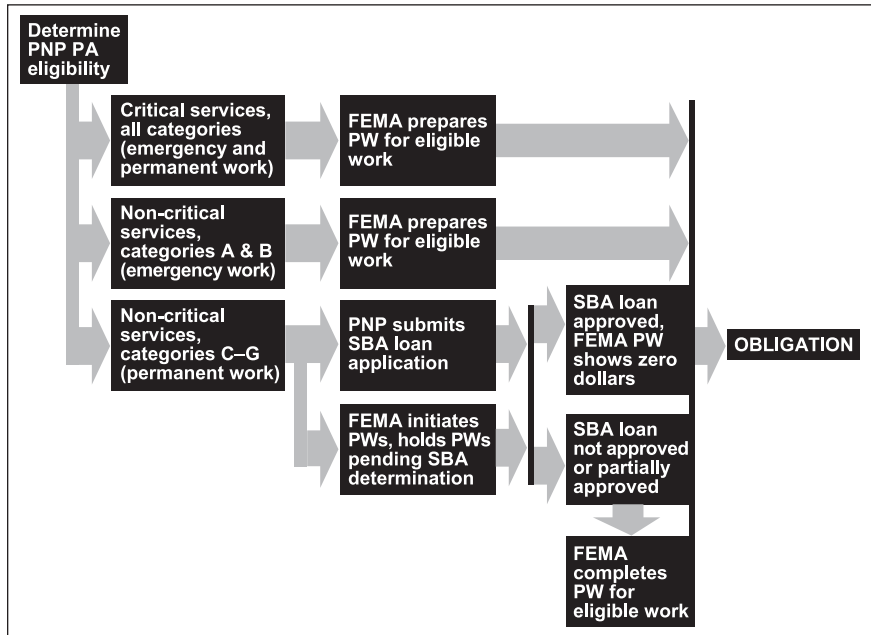 Determine
PNP PA
eligibility
Critical services,
all categories
(emergency and
permanent work)
FEMA prepares
PW for eligible
work
Non-critical
services,
categories A & B
(emergency work)
FEMA prepares
PW for eligible
work
Non-critical
services,
categories C–G
(permanent work)
PNP submits
SBA loan
application
FEMA initiates
PWs, holds PWs
pending SBA
determination
SBA loan
approved,
FEMA PW
shows zero
dollars
SBA loan
not approved
or partially
approved
FEMA
completes
PW for
eligible work
OBLIGATION